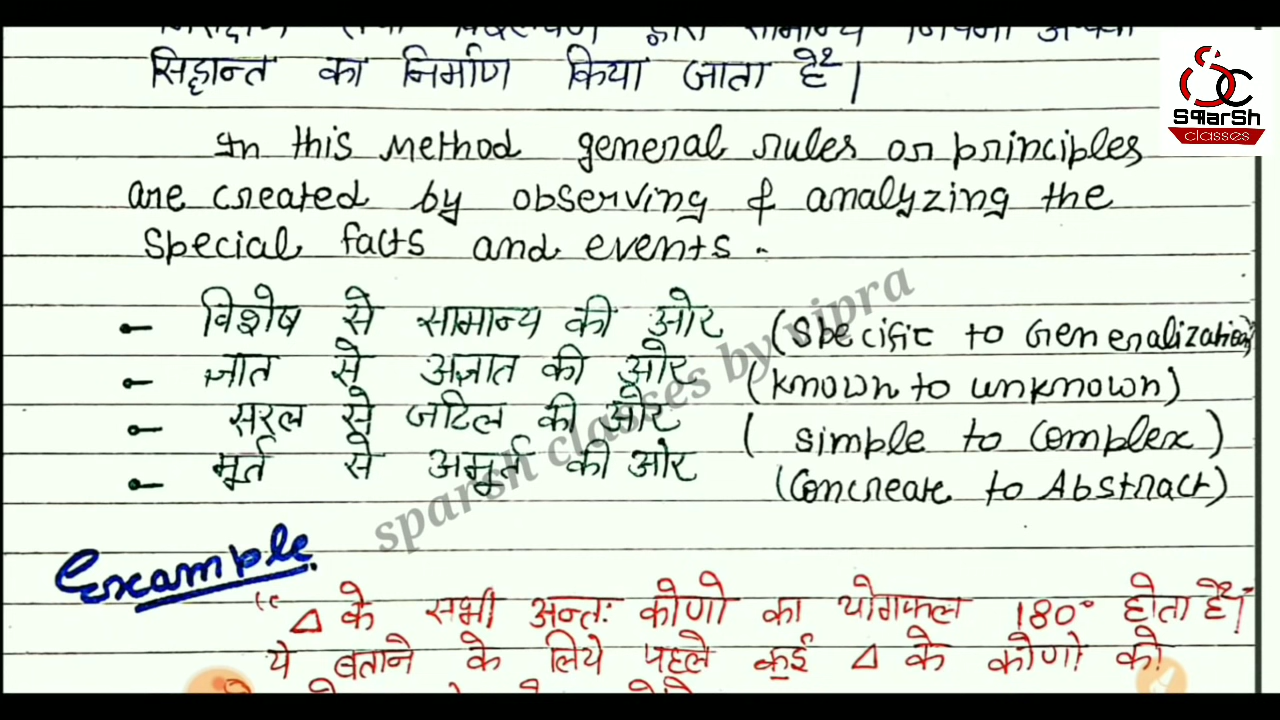 सिद्धान्त का निर्माण किया जाता है।
In this method general rules or principles
are created by observing & analyzing the
special facts and events.
- विशेष से सामान्य की ओर (Specific to Generalization)
- ज्ञात से अज्ञात की ओर (known to unknown)
- सरल से जटिल की ओर (simple to complex)
- मूर्त से अमूर्त की ओर (Concreate to Abstract)
Example
"Δ के सभी अन्तः कोणो का योगफल 180° होता है।"
ये बताने के लिये पहले कई Δ के कोणो को
sparsh classes by vipra
SC
Sपarsh
classes